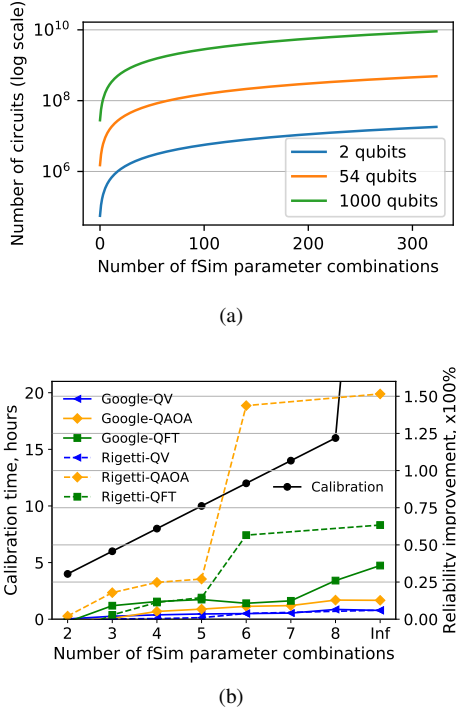 Number of circuits (log scale)
10^10
10^8
10^6
2 qubits
54 qubits
1000 qubits
0 100 200 300
Number of fSim parameter combinations
(a)
Calibration time, hours
20
15
10
5
0
Google-QV
Google-QAOA
Google-QFT
Rigetti-QV
Rigetti-QAOA
Rigetti-QFT
Calibration
1.50
1.25
1.00
0.75
0.50
0.25
0.00
Reliability improvement, x100%
2 3 4 5 6 7 8 Inf
Number of fSim parameter combinations
(b)